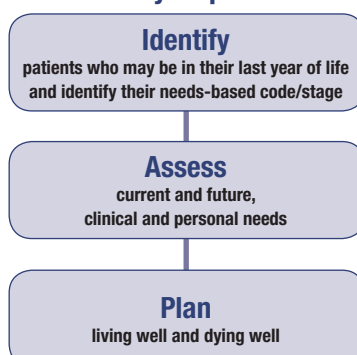 Identify
patients who may be in their last year of life
and identify their needs-based code/stage
Assess
current and future,
clinical and personal needs
Plan
living well and dying well